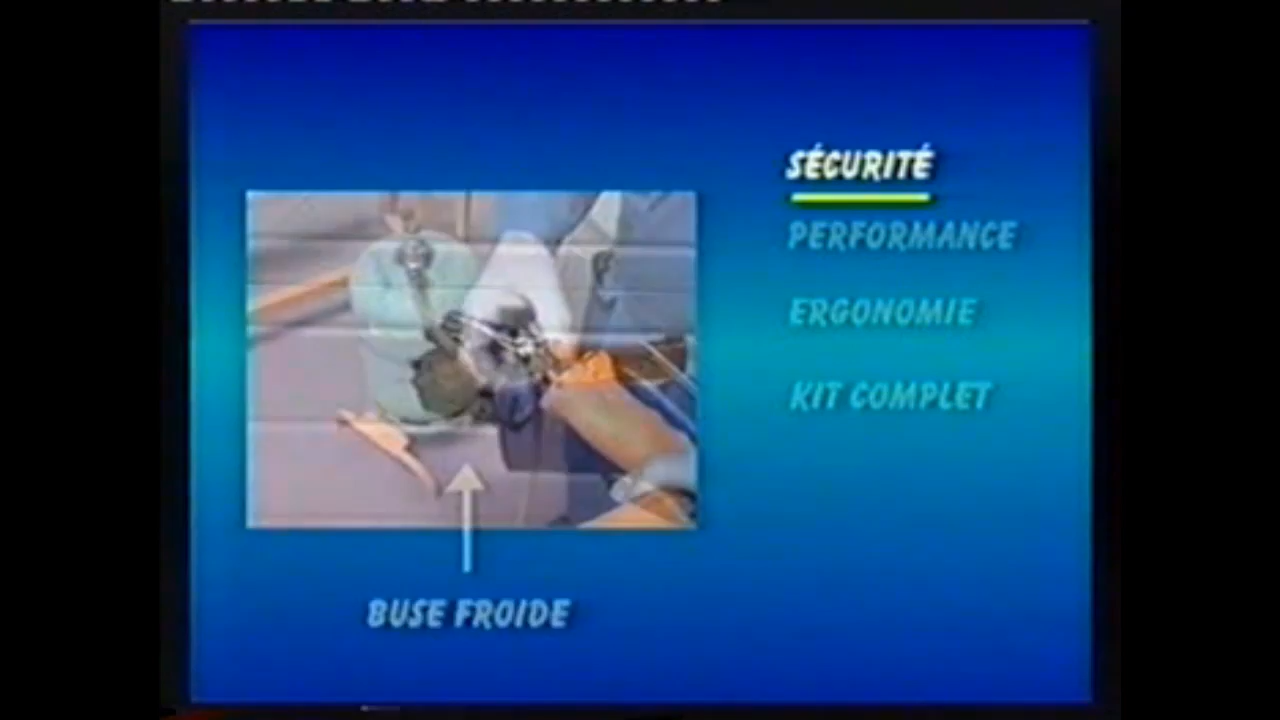 SÉCURITÉ
PERFORMANCE
ERGONOMIE
KIT COMPLET
BUSE FROIDE